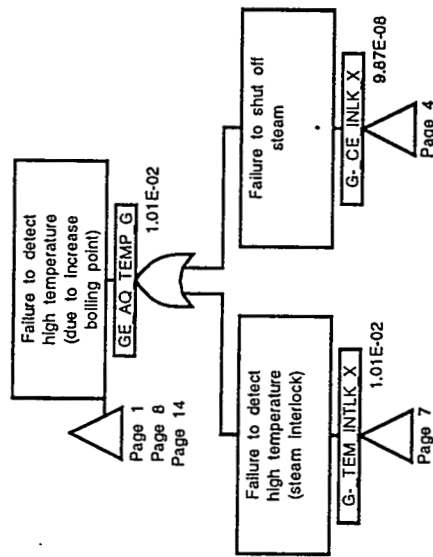 Failure to detect
high temperature
(due to increase
bolling point)
GE AQ TEMP G
1.01E-02
Page 1
Page 8
Page 14
Failure to detect
high temperature
(steam interlock)
G- TEM INTLK X
1.01E-02
Page 7
Failure to shut off
steam
G- CE INLK X
9.87E-08
Page 4